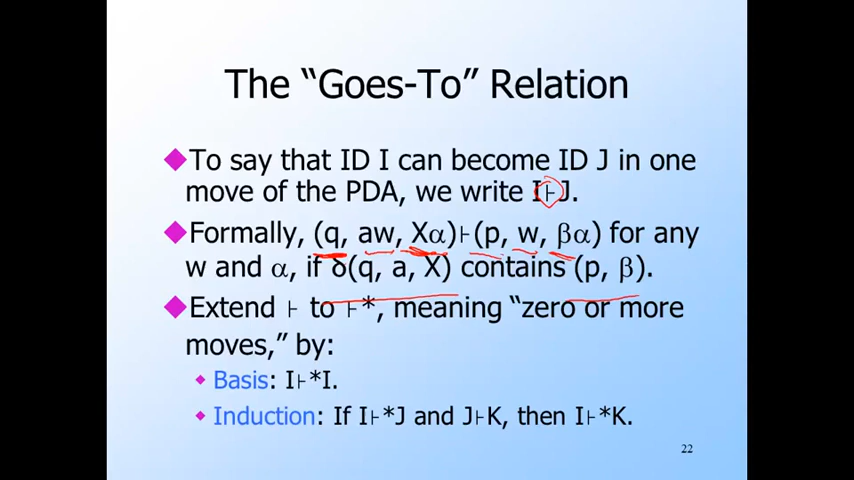 The “Goes-To” Relation
To say that ID I can become ID J in one
move of the PDA, we write I⊦J.
Formally, (q, aw, Xα)⊦(p, w, βα) for any
w and α, if δ(q, a, X) contains (p, β).
Extend ⊦ to ⊦*, meaning “zero or more
moves,” by:
Basis: I⊦*I.
Induction: If I⊦*J and J⊦K, then I⊦*K.
22